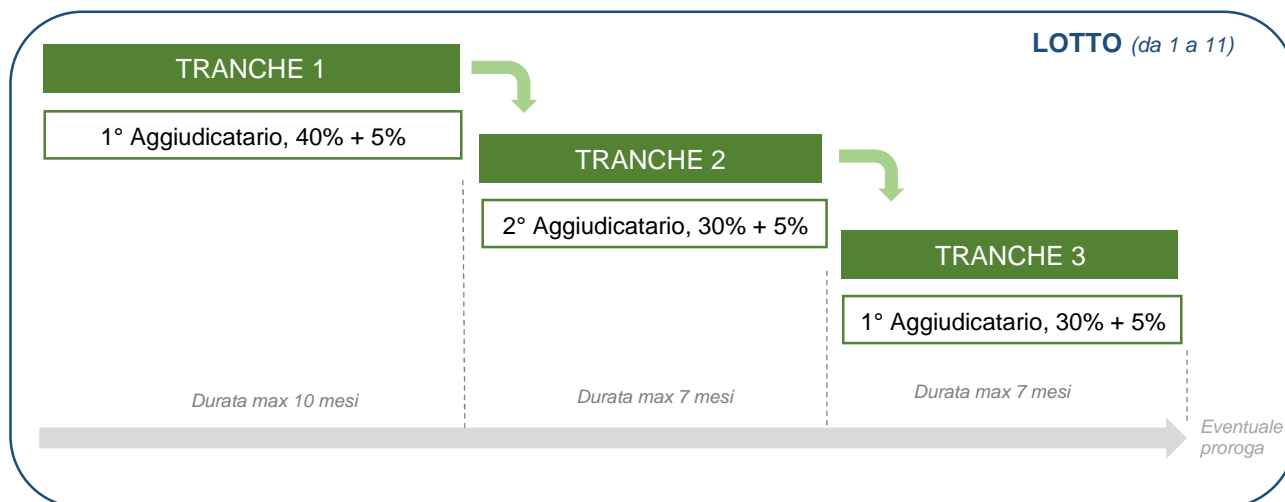 LOTTO (da 1 a 11)
TRANCHE 1
1° Aggiudicatario, 40% + 5%
TRANCHE 2
2° Aggiudicatario, 30% + 5%
TRANCHE 3
1° Aggiudicatario, 30% + 5%
Durata max 10 mesi
Durata max 7 mesi
Durata max 7 mesi
Eventuale
proroga